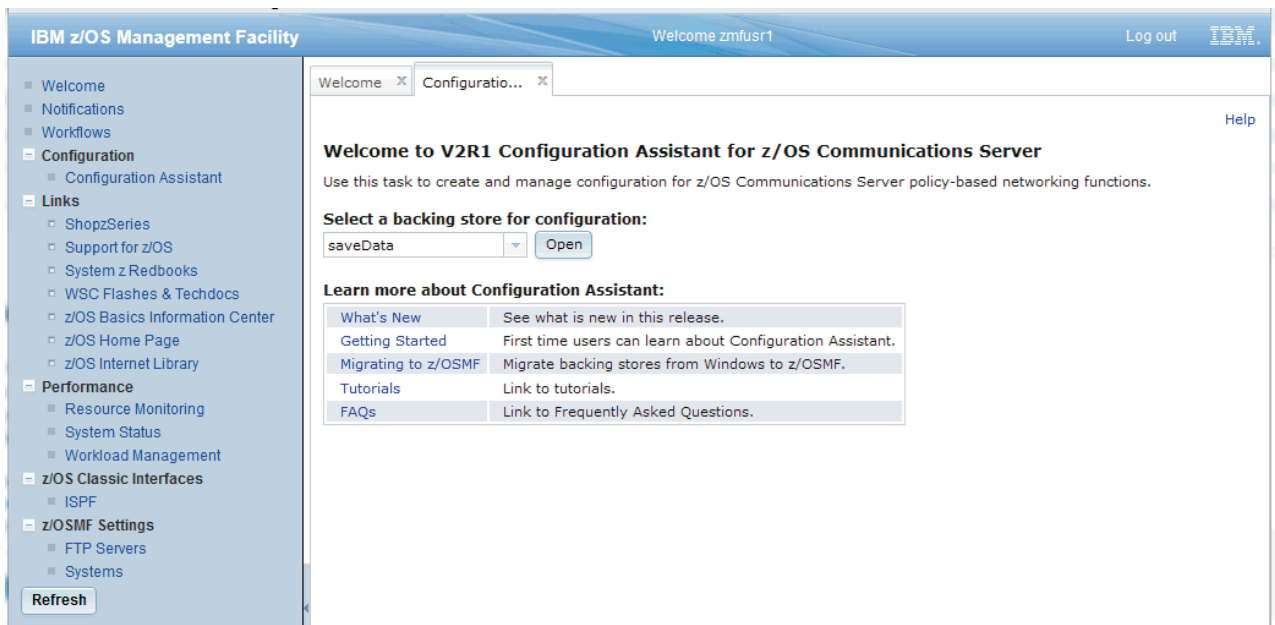 IBM z/OS Management Facility
Welcome zmfusr1
Log out
IBM.
Welcome
Notifications
Workflows
Configuration
Configuration Assistant
Links
ShopzSeries
Support for z/OS
System z Redbooks
WSC Flashes & Techdocs
z/OS Basics Information Center
z/OS Home Page
z/OS Internet Library
Performance
Resource Monitoring
System Status
Workload Management
z/OS Classic Interfaces
ISPF
z/OSMF Settings
FTP Servers
Systems
Refresh
Welcome x Configuratio... x
Help
Welcome to V2R1 Configuration Assistant for z/OS Communications Server
Use this task to create and manage configuration for z/OS Communications Server policy-based networking functions.
Select a backing store for configuration:
saveData Open
Learn more about Configuration Assistant:
What's New See what is new in this release.
Getting Started First time users can learn about Configuration Assistant.
Migrating to z/OSMF Migrate backing stores from Windows to z/OSMF.
Tutorials Link to tutorials.
FAQs Link to Frequently Asked Questions.